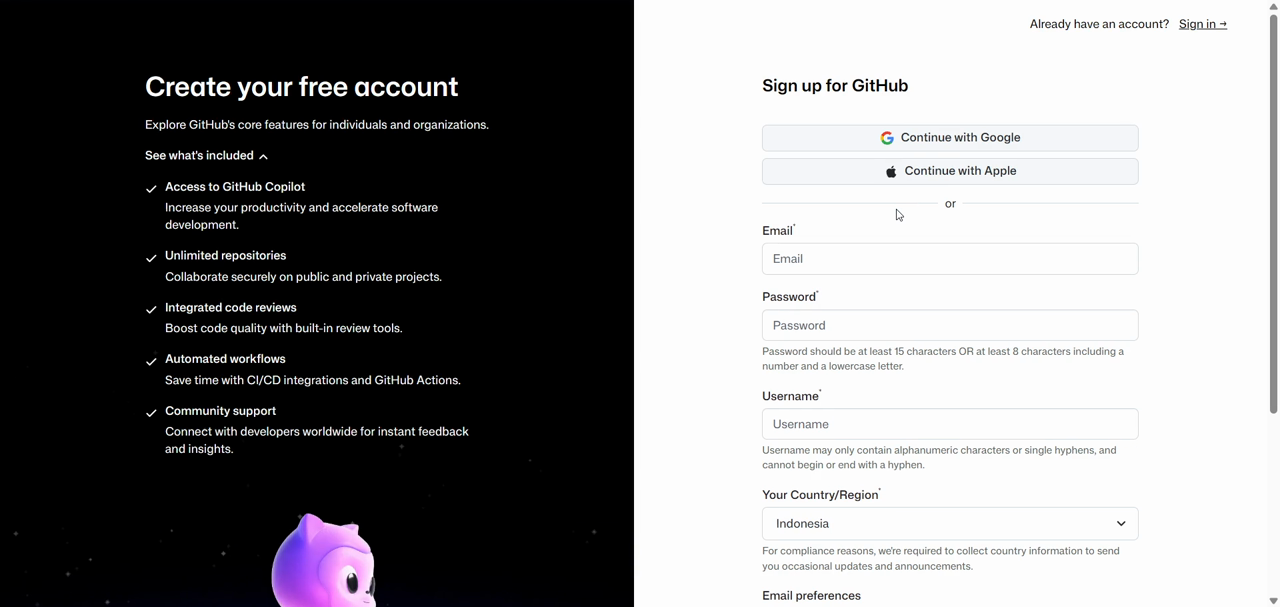 Already have an account? Sign in →
Create your free account
Explore GitHub's core features for individuals and organizations.
See what's included
Access to GitHub Copilot
Increase your productivity and accelerate software
development.
Unlimited repositories
Collaborate securely on public and private projects.
Integrated code reviews
Boost code quality with built-in review tools.
Automated workflows
Save time with CI/CD integrations and GitHub Actions.
Community support
Connect with developers worldwide for instant feedback
and insights.
Sign up for GitHub
Continue with Google
Continue with Apple
or
Email*
Email
Password*
Password
Password should be at least 15 characters OR at least 8 characters including a
number and a lowercase letter.
Username*
Username
Username may only contain alphanumeric characters or single hyphens, and
cannot begin or end with a hyphen.
Your Country/Region*
Indonesia
For compliance reasons, we're required to collect country information to send
you occasional updates and announcements.
Email preferences